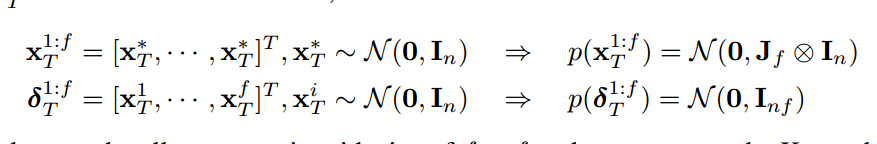 𝐱_T^{1:f} = [𝐱_T^*, ⋯ , 𝐱_T^*]^T, 𝐱_T^* ∼ 𝒩(𝟎, 𝐈_n) ⇒ p(𝐱_T^{1:f}) = 𝒩(𝟎, 𝐉_f ⊗ 𝐈_n)
𝜹_T^{1:f} = [𝐱_T^1, ⋯ , 𝐱_T^f]^T, 𝐱_T^i ∼ 𝒩(𝟎, 𝐈_n) ⇒ p(𝜹_T^{1:f}) = 𝒩(𝟎, 𝐈_{nf})